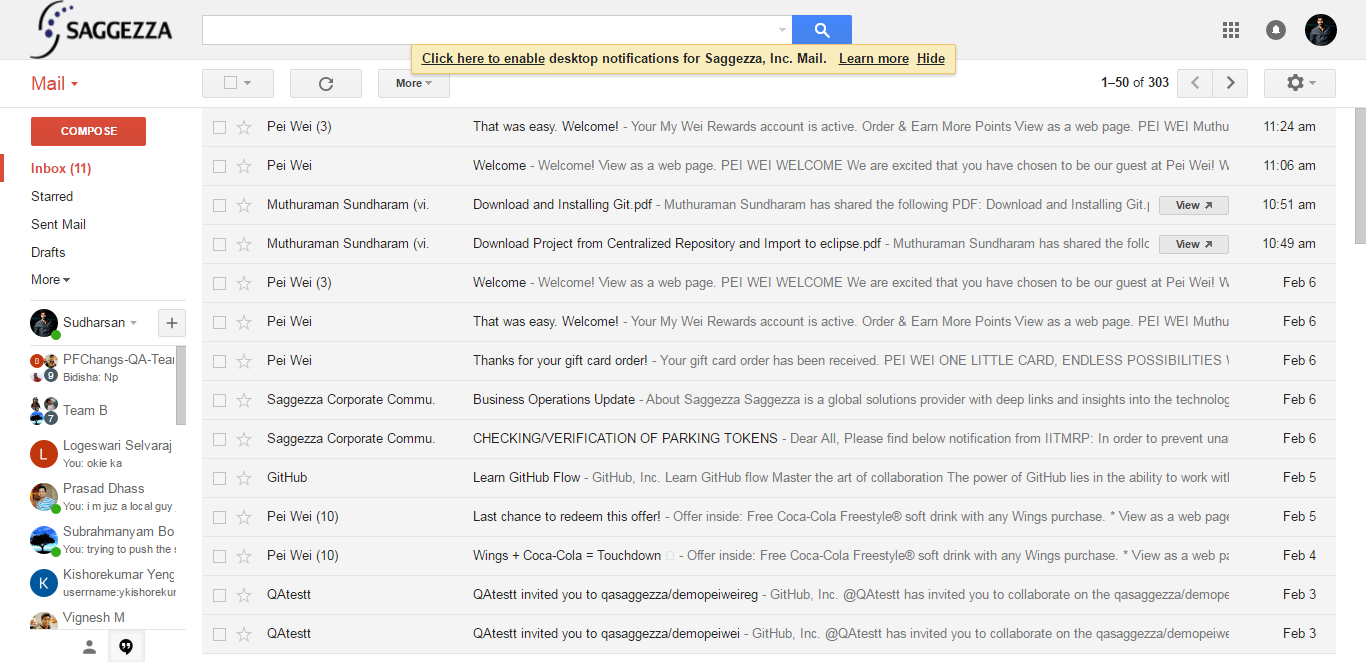 SAGGEZZA
Click here to enable desktop notifications for Saggezza, Inc. Mail. Learn more Hide
Mail
More
1–50 of 303
COMPOSE
Inbox (11)
Starred
Sent Mail
Drafts
More
Sudharsan
PFChangs-QA-Tear
Bidisha: Np
9
Team B
7
L
Logeswari Selvaraj
You: okie ka
Prasad Dhass
You: i m juz a local guy
Subrahmanyam Bo
You: trying to push the s
K
Kishorekumar Yeng
userrname:ykishorekur
Vignesh M
Pei Wei (3) That was easy. Welcome! - Your My Wei Rewards account is active. Order & Earn More Points View as a web page. PEI WEI Muthu 11:24 am
Pei Wei Welcome - Welcome! View as a web page. PEI WEI WELCOME We are excited that you have chosen to be our guest at Pei Wei! W 11:06 am
Muthuraman Sundharam (vi. Download and Installing Git.pdf - Muthuraman Sundharam has shared the following PDF: Download and Installing Git.p View 10:51 am
Muthuraman Sundharam (vi. Download Project from Centralized Repository and Import to eclipse.pdf - Muthuraman Sundharam has shared the follo View 10:49 am
Pei Wei (3) Welcome - Welcome! View as a web page. PEI WEI WELCOME We are excited that you have chosen to be our guest at Pei Wei! W Feb 6
Pei Wei That was easy. Welcome! - Your My Wei Rewards account is active. Order & Earn More Points View as a web page. PEI WEI Muthu Feb 6
Pei Wei Thanks for your gift card order! - Your gift card order has been received. PEI WEI ONE LITTLE CARD, ENDLESS POSSIBILITIES W Feb 6
Saggezza Corporate Commu. Business Operations Update - About Saggezza Saggezza is a global solutions provider with deep links and insights into the technolog Feb 6
Saggezza Corporate Commu. CHECKING/VERIFICATION OF PARKING TOKENS - Dear All, Please find below notification from IITMRP: In order to prevent unau Feb 6
GitHub Learn GitHub Flow - GitHub, Inc. Learn GitHub flow Master the art of collaboration The power of GitHub lies in the ability to work with Feb 5
Pei Wei (10) Last chance to redeem this offer! - Offer inside: Free Coca-Cola Freestyle® soft drink with any Wings purchase. * View as a web page Feb 5
Pei Wei (10) Wings + Coca-Cola = Touchdown - Offer inside: Free Coca-Cola Freestyle® soft drink with any Wings purchase. * View as a web pa Feb 4
QAtestt QAtestt invited you to qasaggezza/demopeiweireg - GitHub, Inc. @QAtestt has invited you to collaborate on the qasaggezza/demope Feb 3
QAtestt QAtestt invited you to qasaggezza/demopeiwei - GitHub, Inc. @QAtestt has invited you to collaborate on the qasaggezza/demopeiwe Feb 3